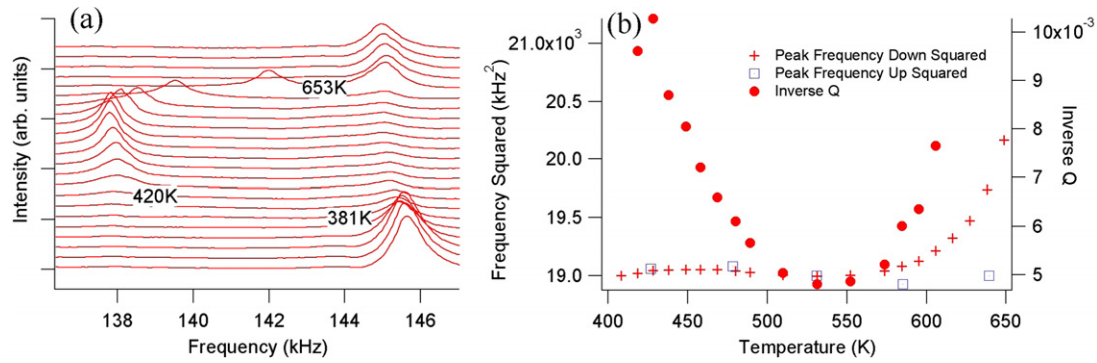 (a)
Intensity (arb. units)
653K
420K
381K
138
140
142
144
146
Frequency (kHz)
(b)
Frequency Squared (kHz²)
21.0x10³
20.5
20.0
19.5
19.0
Peak Frequency Down Squared
Peak Frequency Up Squared
Inverse Q
10x10⁻³
9
8
7
6
5
Inverse Q
400
450
500
550
600
650
Temperature (K)